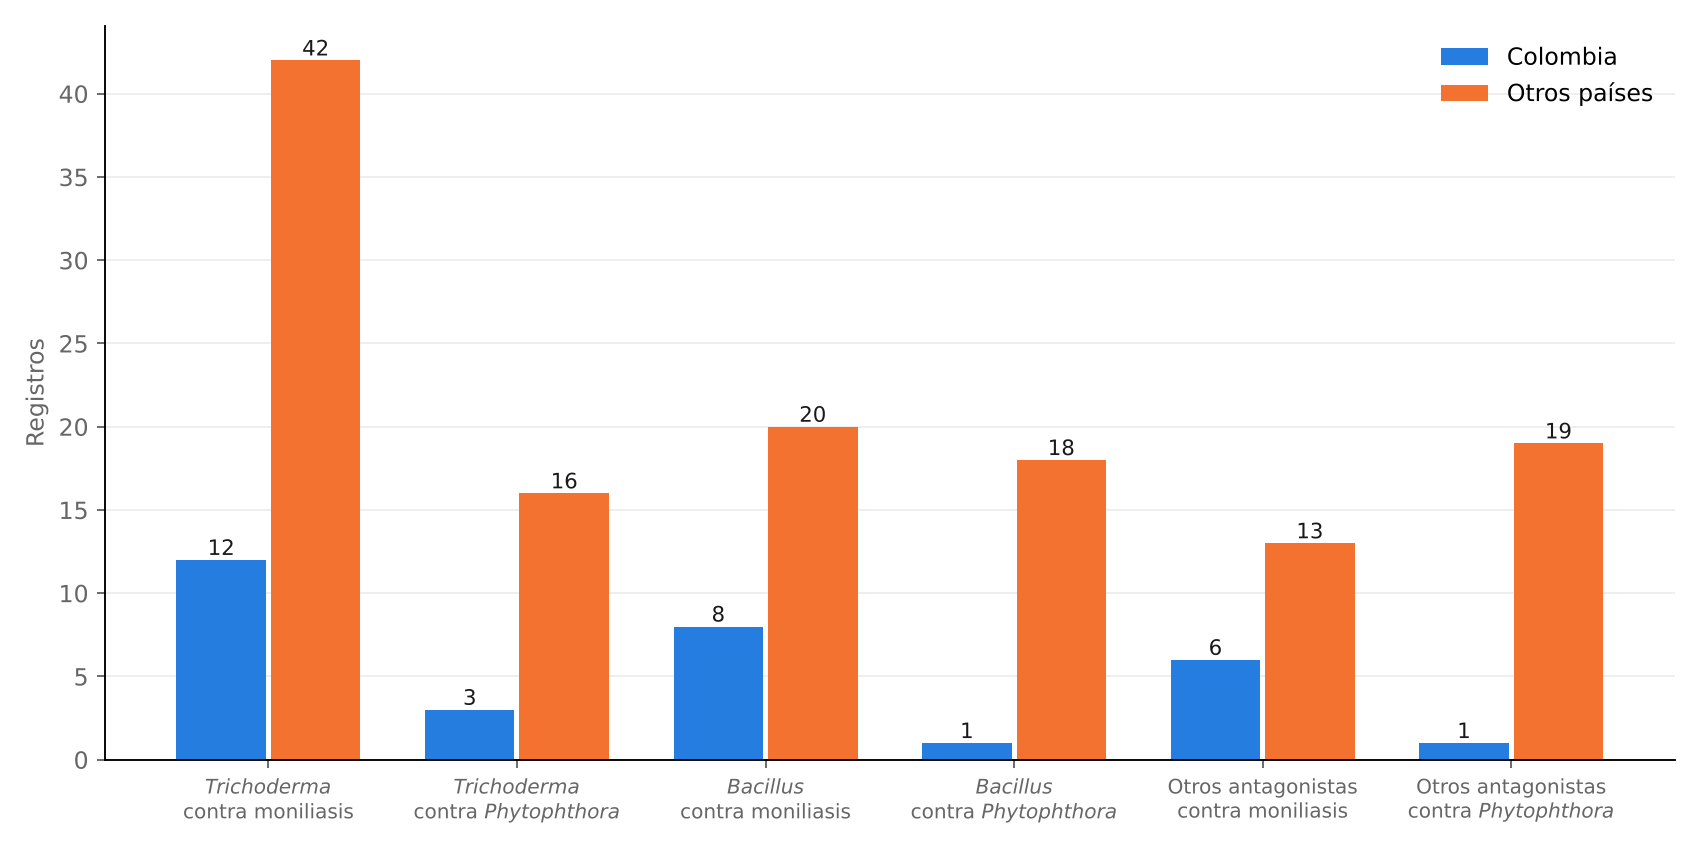 Colombia
Otros países
Registros
40
35
30
25
20
15
10
5
0
42
12
16
3
20
8
18
1
13
6
19
1
Trichoderma
contra moniliasis
Trichoderma
contra Phytophthora
Bacillus
contra moniliasis
Bacillus
contra Phytophthora
Otros antagonistas
contra moniliasis
Otros antagonistas
contra Phytophthora